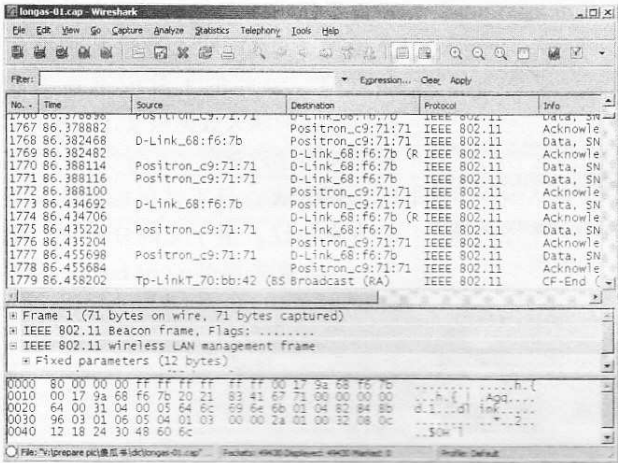 longas-01.cap - Wireshark
File Edit View Go Capture Analyze Statistics Telephony Tools Help
Filter: Expression... Clear Apply
No. . Time Source Destination Protocol Info
1767 86.378882 Positron_c9:71:71 IEEE 802.11 Acknowle
1768 86.382468 D-Link_68:f6:7b Positron_c9:71:71 IEEE 802.11 Data, SN
1769 86.382482 D-Link_68:f6:7b (R IEEE 802.11 Acknowle
1770 86.388114 Positron_c9:71:71 D-Link_68:f6:7b IEEE 802.11 Data, SN
1771 86.388116 Positron_c9:71:71 D-Link_68:f6:7b IEEE 802.11 Data, SN
1772 86.388100 Positron_c9:71:71 IEEE 802.11 Acknowle
1773 86.434692 D-Link_68:f6:7b Positron_c9:71:71 IEEE 802.11 Data, SN
1774 86.434706 D-Link_68:f6:7b (R IEEE 802.11 Acknowle
1775 86.435220 Positron_c9:71:71 D-Link_68:f6:7b IEEE 802.11 Data, SN
1776 86.435204 Positron_c9:71:71 IEEE 802.11 Acknowle
1777 86.455698 Positron_c9:71:71 D-Link_68:f6:7b IEEE 802.11 Data, SN
1778 86.455684 Positron_c9:71:71 IEEE 802.11 Acknowle
1779 86.458202 Tp-LinkT_70:bb:42 (BS Broadcast (RA) IEEE 802.11 CF-End (
Frame 1 (71 bytes on wire, 71 bytes captured)
IEEE 802.11 Beacon frame, Flags: ........
IEEE 802.11 wireless LAN management frame
Fixed parameters (12 bytes)
0000 80 00 00 00 ff ff ff ff ff ff 00 17 9a 68 f6 7b ........ .....h.{
0010 00 17 9a 68 f6 7b 20 21 83 41 67 71 00 00 00 00
0020 64 00 31 04 00 05 64 6c 69 6e 6b 01 04 82 84 8b
0030 96 03 01 06 05 04 01 03 00 00 2a 01 00 32 08 0c
0040 12 18 24 30 48 60 6c
Profile: Default